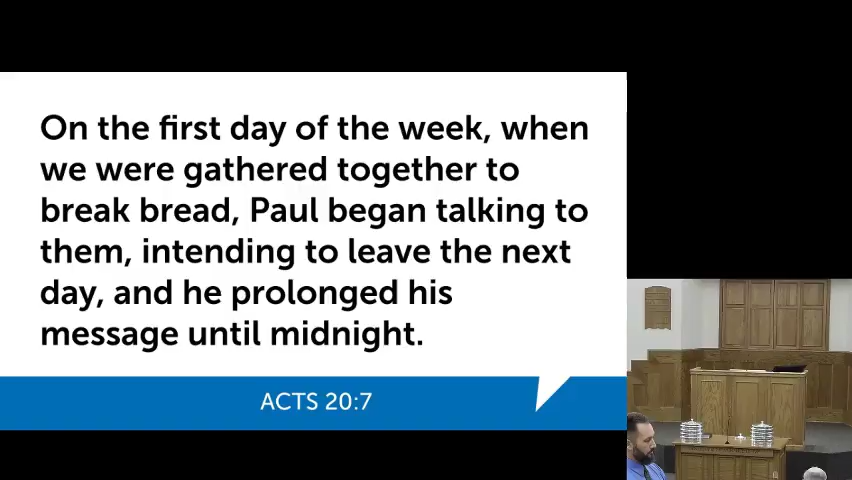 On the first day of the week, when
we were gathered together to
break bread, Paul began talking to
them, intending to leave the next
day, and he prolonged his
message until midnight.
ACTS 20:7